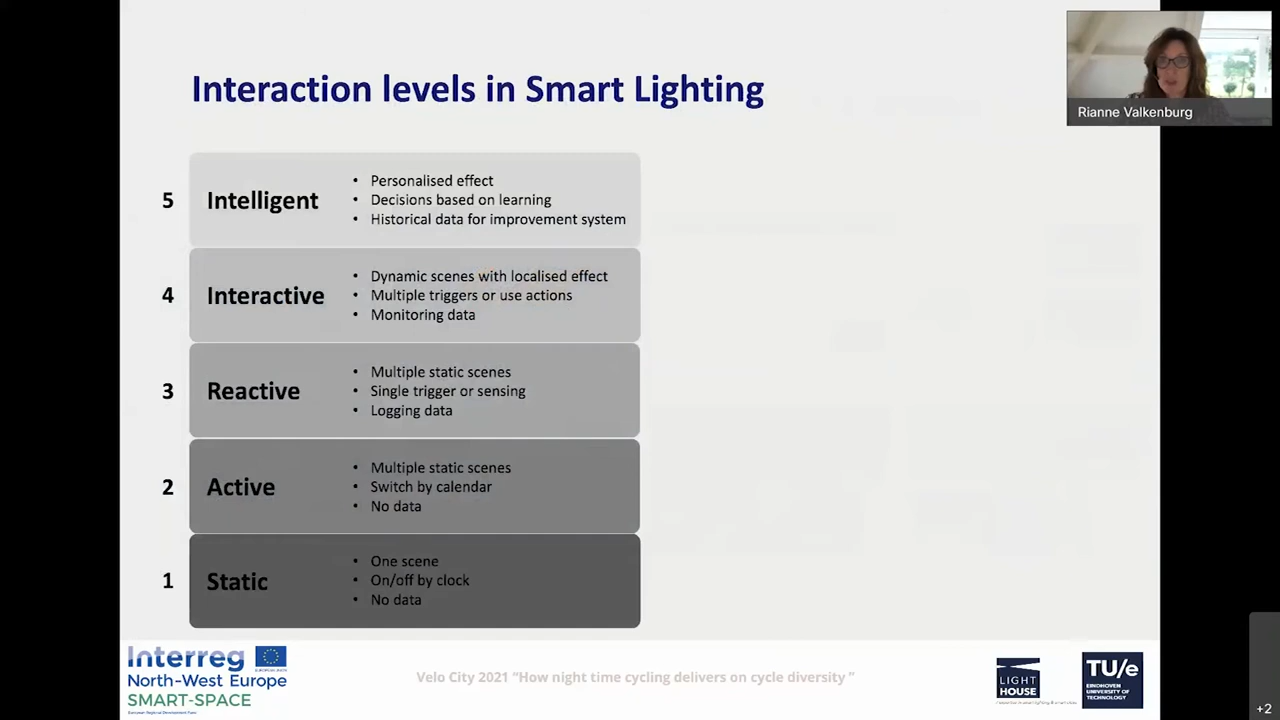 Interaction levels in Smart Lighting
Rianne Valkenburg
5 Intelligent
• Personalised effect
• Decisions based on learning
• Historical data for improvement system
4 Interactive
• Dynamic scenes with localised effect
• Multiple triggers or use actions
• Monitoring data
3 Reactive
• Multiple static scenes
• Single trigger or sensing
• Logging data
2 Active
• Multiple static scenes
• Switch by calendar
• No data
1 Static
• One scene
• On/off by clock
• No data
Interreg
North-West Europe
SMART-SPACE
European Regional Development Fund
Velo City 2021 “How night time cycling delivers on cycle diversity ”
LIGHT
HOUSE
TU/e
EINDHOVEN
UNIVERSITY OF
TECHNOLOGY
+2